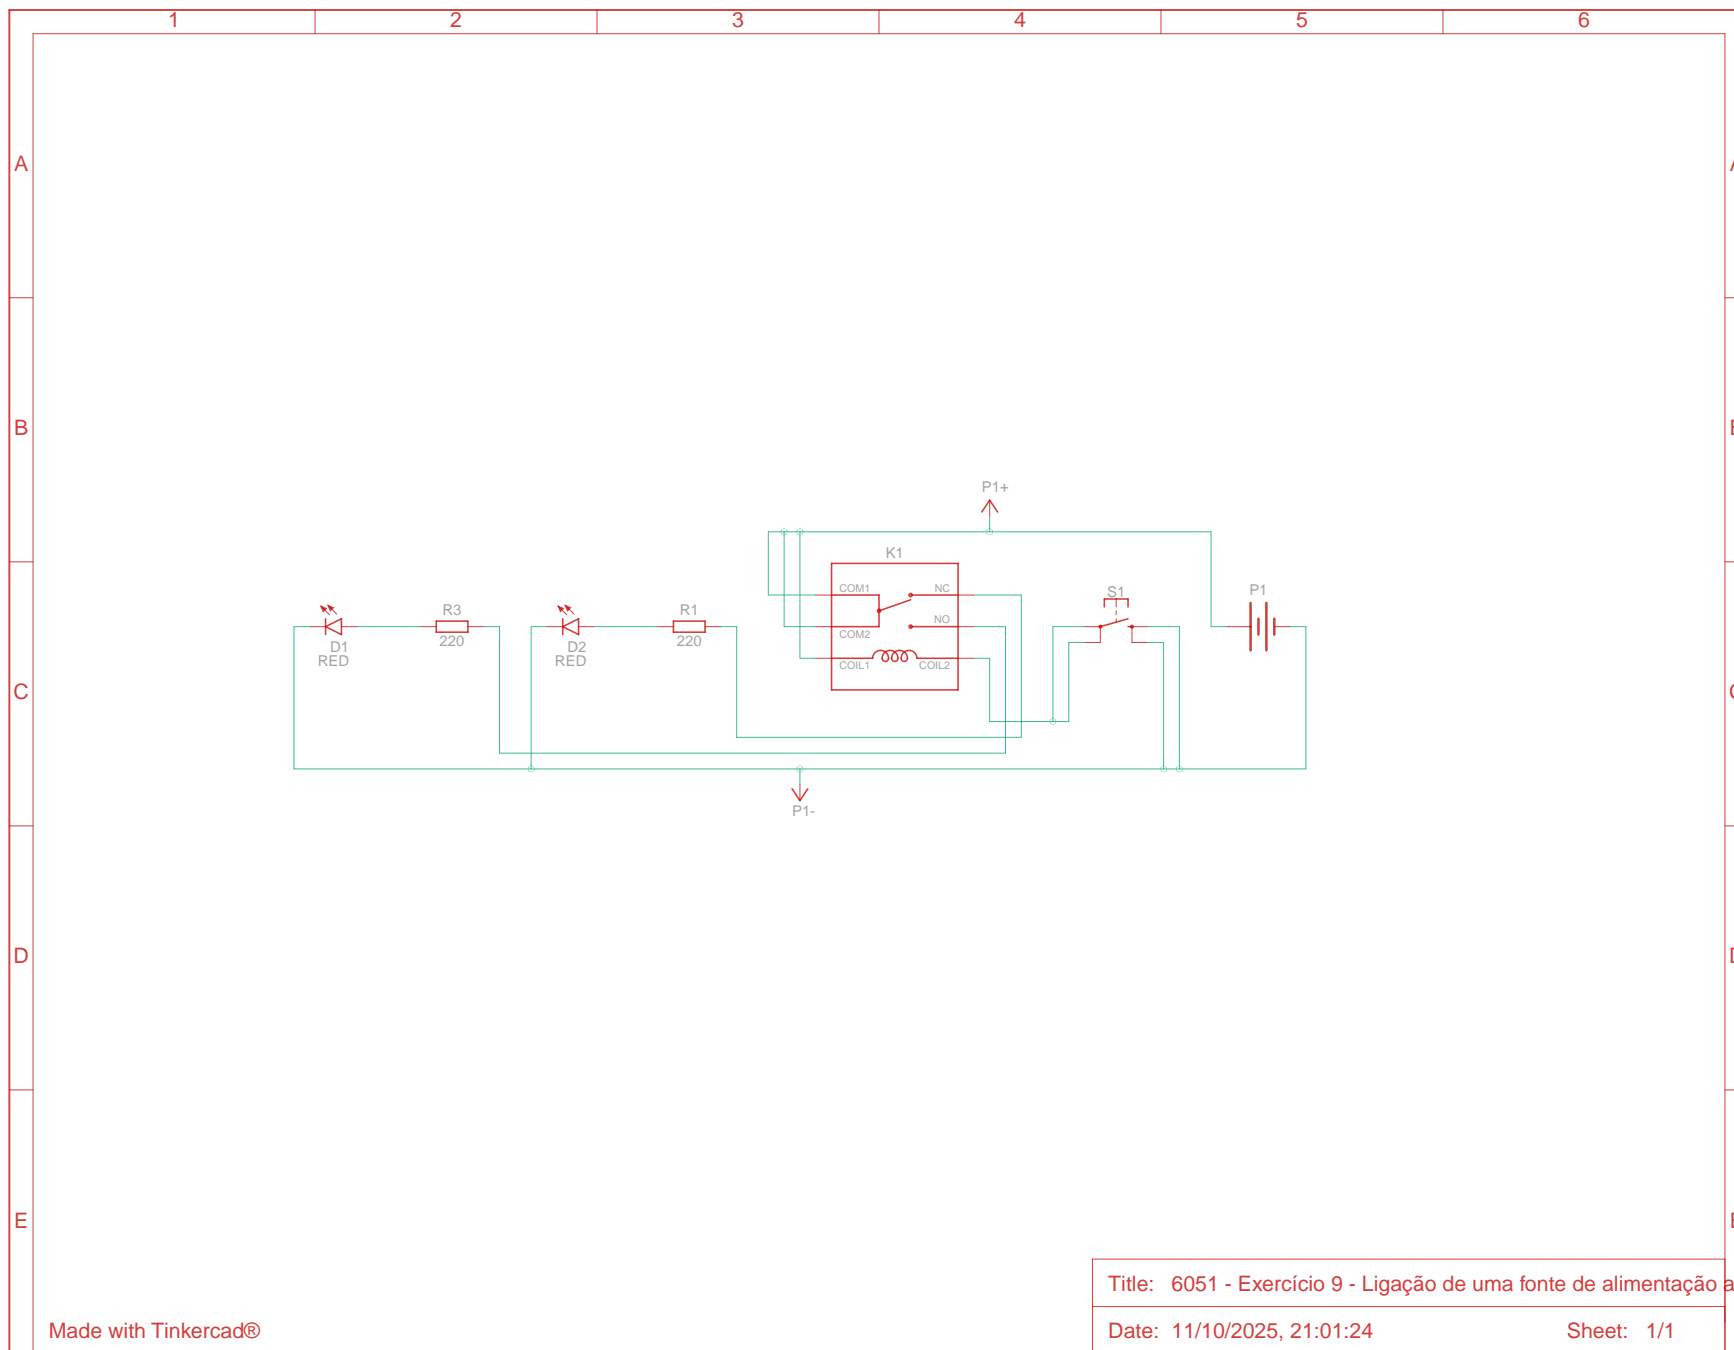 1 2 3 4 5 6
A
B
C
D
E
P1+
K1
COM1 NC
COM2 NO
COIL1 COIL2
S1
P1
R3
220
D1
RED
R1
220
D2
RED
P1-
Title: 6051 - Exercício 9 - Ligação de uma fonte de alimentação a
Date: 11/10/2025, 21:01:24 Sheet: 1/1
Made with Tinkercad®